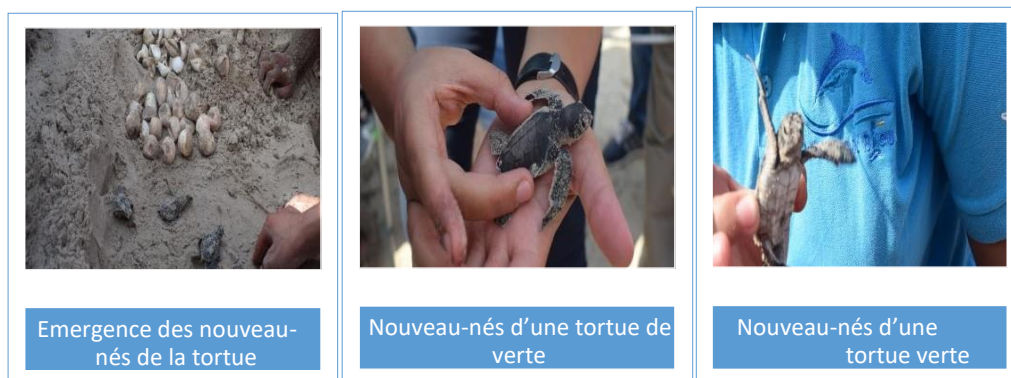 Emergence des nouveau-
nés de la tortue
Nouveau-nés d’une tortue de
verte
Nouveau-nés d’une
tortue verte